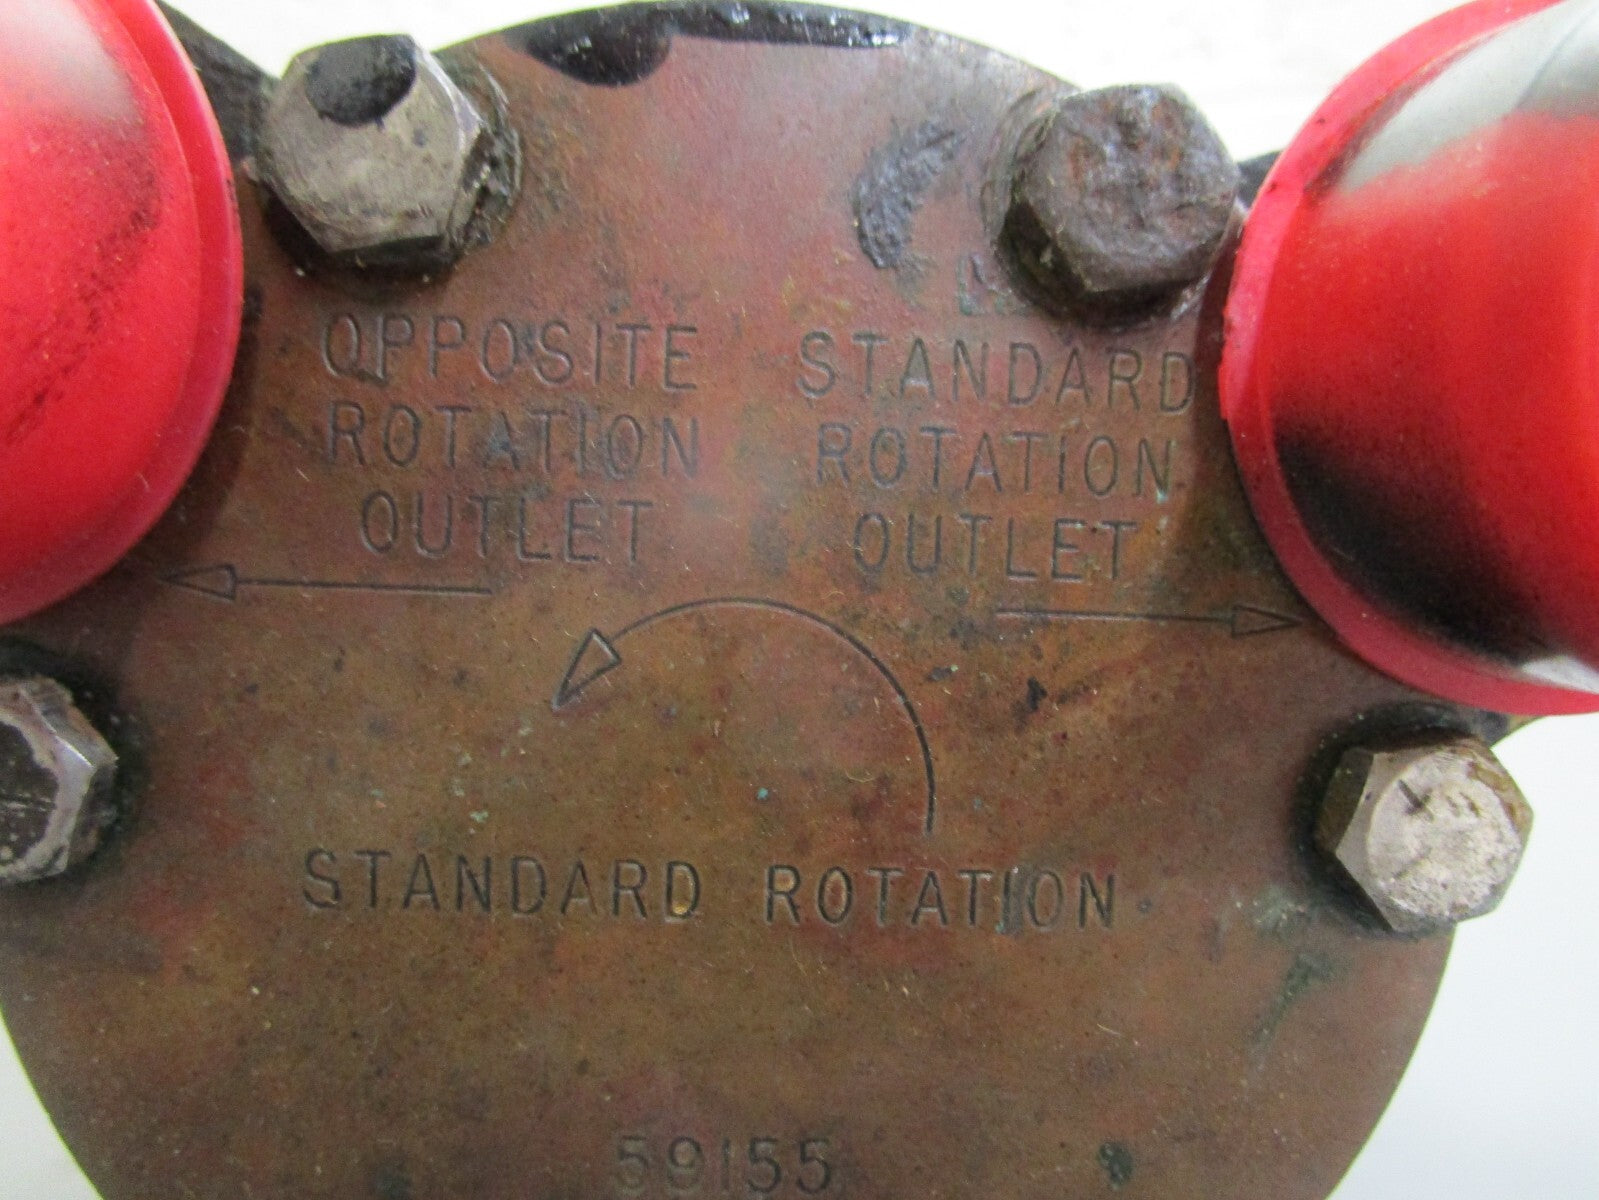 OPPOSITE
ROTATION
OUTLET
STANDARD
ROTATION
OUTLET
STANDARD ROTATION
59155